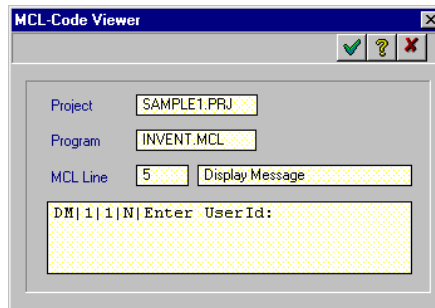 MCL-Code Viewer
Project SAMPLE1.PRJ
Program INVENT.MCL
MCL Line 5 Display Message
DM|1|1|N|Enter UserId: